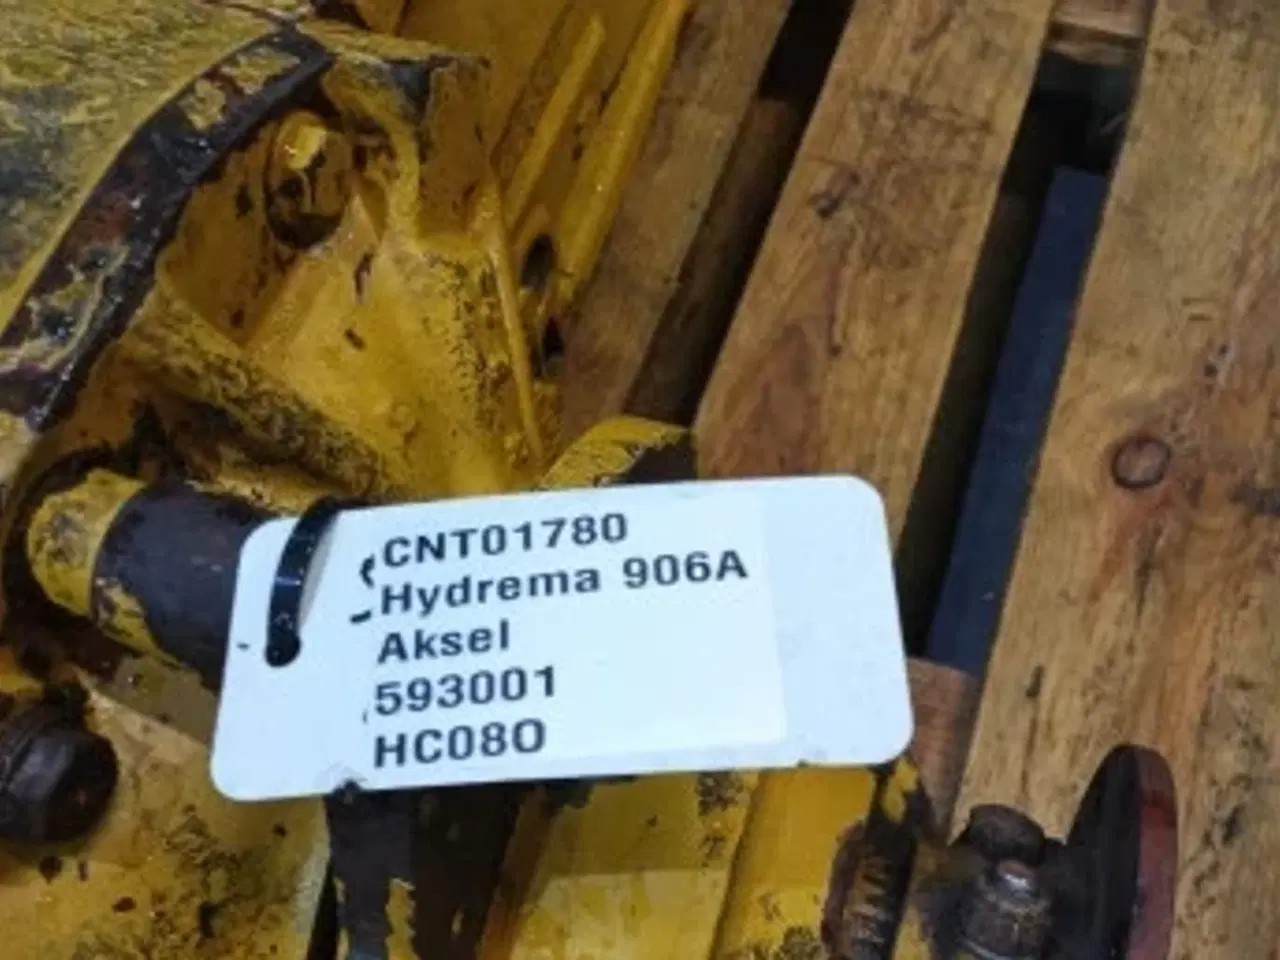 CNT01780
Hydrema 906A
Aksel
593001
HC08O